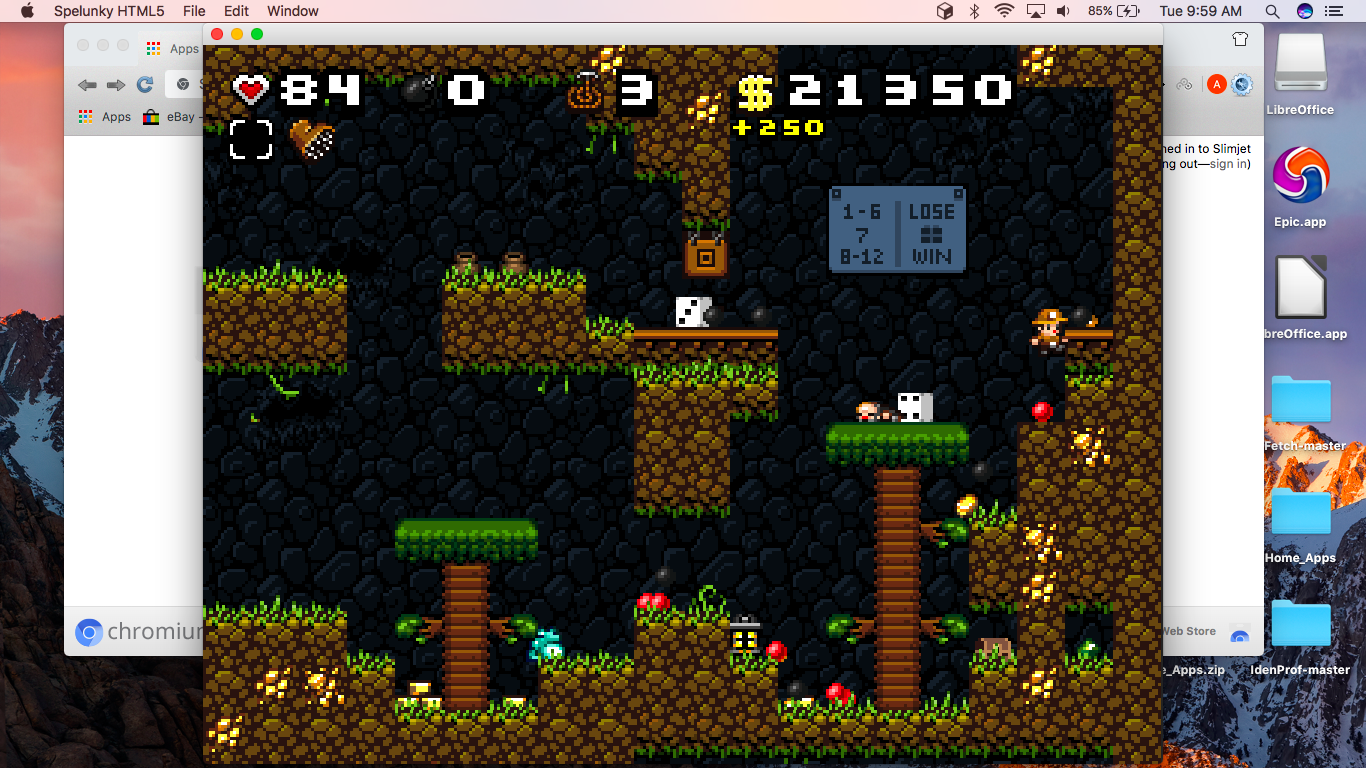 Spelunky HTML5 File Edit Window 85% Tue 9:59 AM
Apps
S
A
Apps eBay -
ned in to Slimjet
ng out—sign in)
84 0 3 $21350
+250
1-6 LOSE
7
8-12 WIN
chromium
Web Store
LibreOffice
Epic.app
breOffice.app
Fetch-master
Home_Apps
e_Apps.zip IdenProf-master